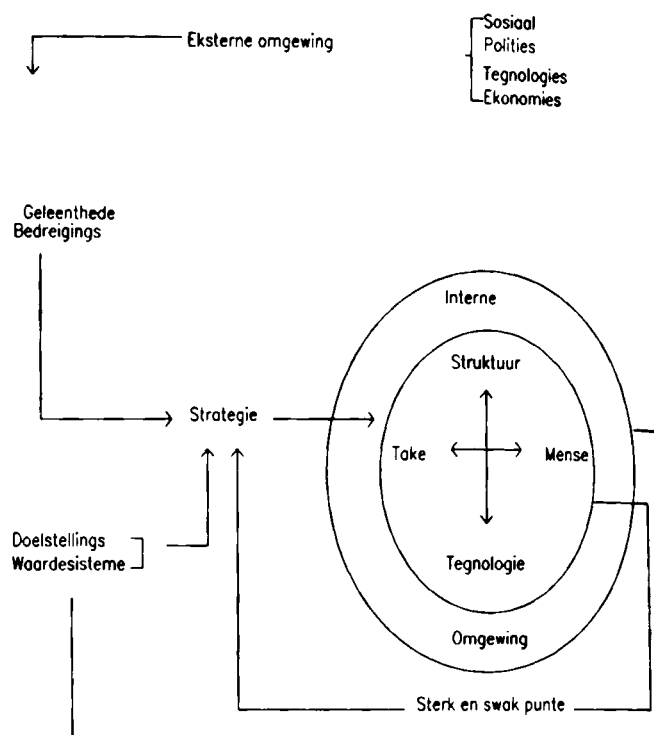 Eksterne omgewing
Sosiaal
Polities
Tegnologies
Ekonomies
Geleenthede
Bedreigings
Interne
Struktuur
Strategie
Take
Mense
Doelstellings
Waardesisteme
Tegnologie
Omgewing
Sterk en swak punte